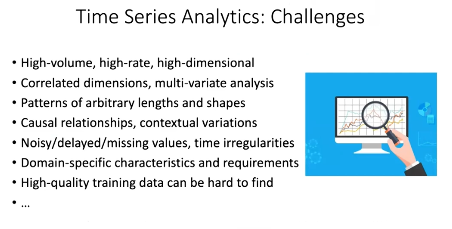 Time Series Analytics: Challenges
• High-volume, high-rate, high-dimensional
• Correlated dimensions, multi-variate analysis
• Patterns of arbitrary lengths and shapes
• Causal relationships, contextual variations
• Noisy/delayed/missing values, time irregularities
• Domain-specific characteristics and requirements
• High-quality training data can be hard to find
• ...